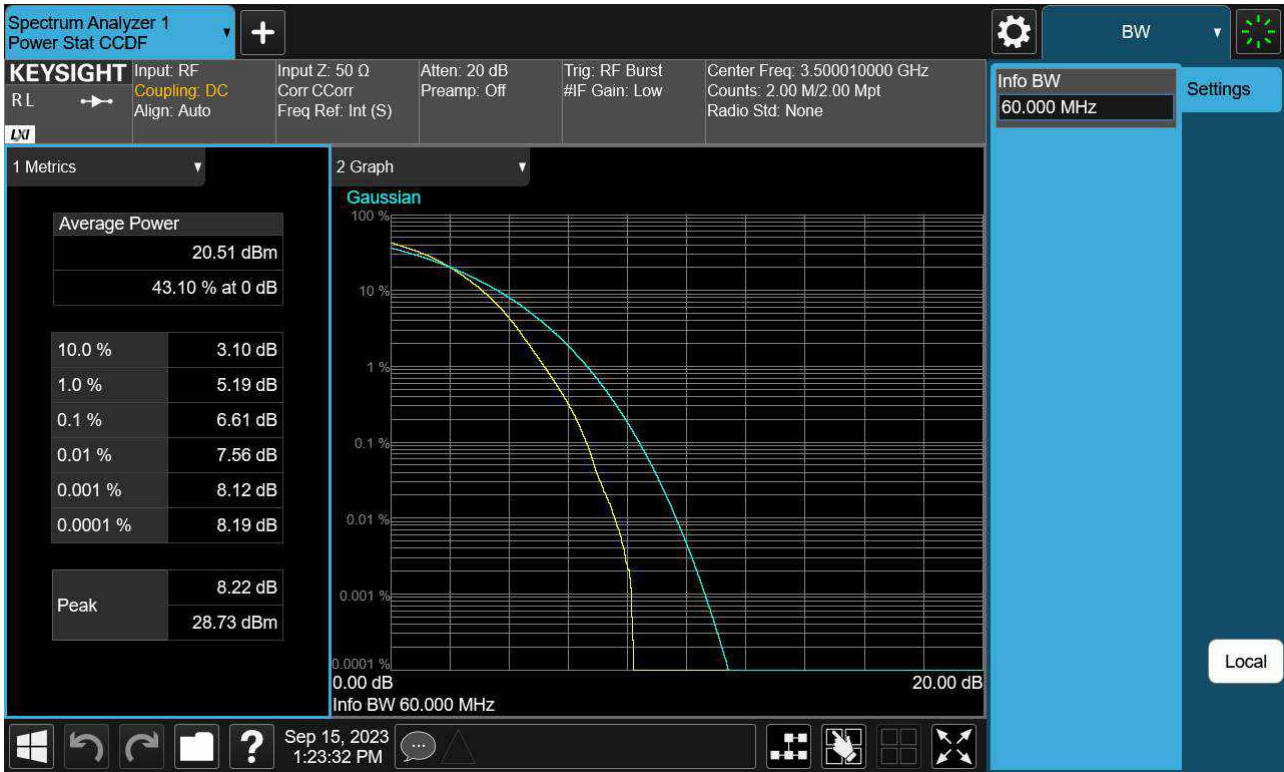 Spectrum Analyzer 1
Power Stat CCDF
+
BW
KEYSIGHT
RL
LXI
Input: RF
Coupling: DC
Align: Auto
Input Z: 50 Ω
Corr CCorr
Freq Ref: Int (S)
Atten: 20 dB
Preamp: Off
Trig: RF Burst
#IF Gain: Low
Center Freq: 3.500010000 GHz
Counts: 2.00 M/2.00 Mpt
Radio Std: None
Info BW
60.000 MHz
Settings
1 Metrics
Average Power
20.51 dBm
43.10 % at 0 dB
10.0 % 3.10 dB
1.0 % 5.19 dB
0.1 % 6.61 dB
0.01 % 7.56 dB
0.001 % 8.12 dB
0.0001 % 8.19 dB
Peak
8.22 dB
28.73 dBm
2 Graph
Gaussian
100 %
10 %
1 %
0.1 %
0.01 %
0.001 %
0.0001 %
0.00 dB 20.00 dB
Info BW 60.000 MHz
Local
?
Sep 15, 2023
1:23:32 PM